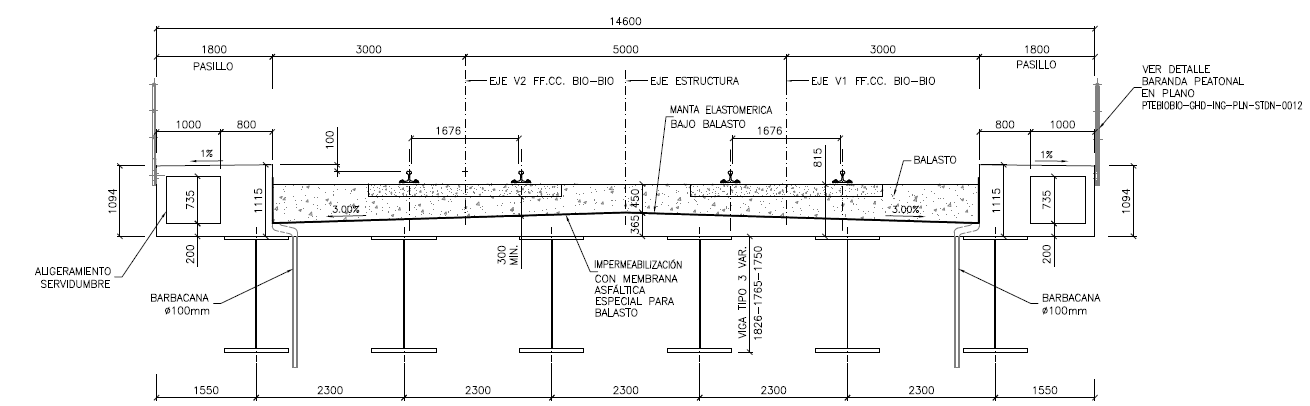 14600
1800
3000
5000
3000
1800
PASILLO
PASILLO
EJE V2 FF.CC. BIO-BIO
EJE ESTRUCTURA
EJE V1 FF.CC. BIO-BIO
VER DETALLE
BARANDA PEATONAL
EN PLANO
PTEBIOBIO-GHD-ING-PLN-STDN-0012
MANTA ELASTOMERICA
BAJO BALASTO
1000
800
100
1676
1676
815
800
1000
1%
1%
BALASTO
1094
735
1115
3.00%
450
365
3.00%
1115
735
1094
200
300
MIN.
200
ALIGERAMIENTO
SERVIDUMBRE
BARBACANA
ø100mm
IMPERMEABILIZACIÓN
CON MEMBRANA
ASFÁLTICA
ESPECIAL PARA
BALASTO
VIGA TIPO 3 VAR.
1826-1765-1750
BARBACANA
ø100mm
1550
2300
2300
2300
2300
2300
1550